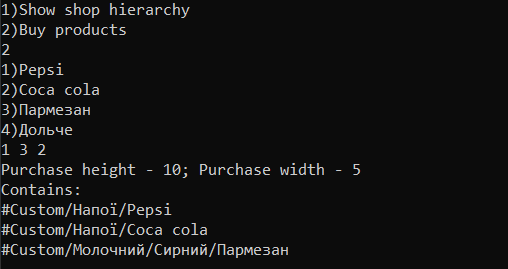 1)Show shop hierarchy
2)Buy products
2
1)Pepsi
2)Coca cola
3)Пармезан
4)Дольче
1 3 2
Purchase height - 10; Purchase width - 5
Contains:
#Custom/Напої/Pepsi
#Custom/Напої/Coca cola
#Custom/Молочний/Сирний/Пармезан